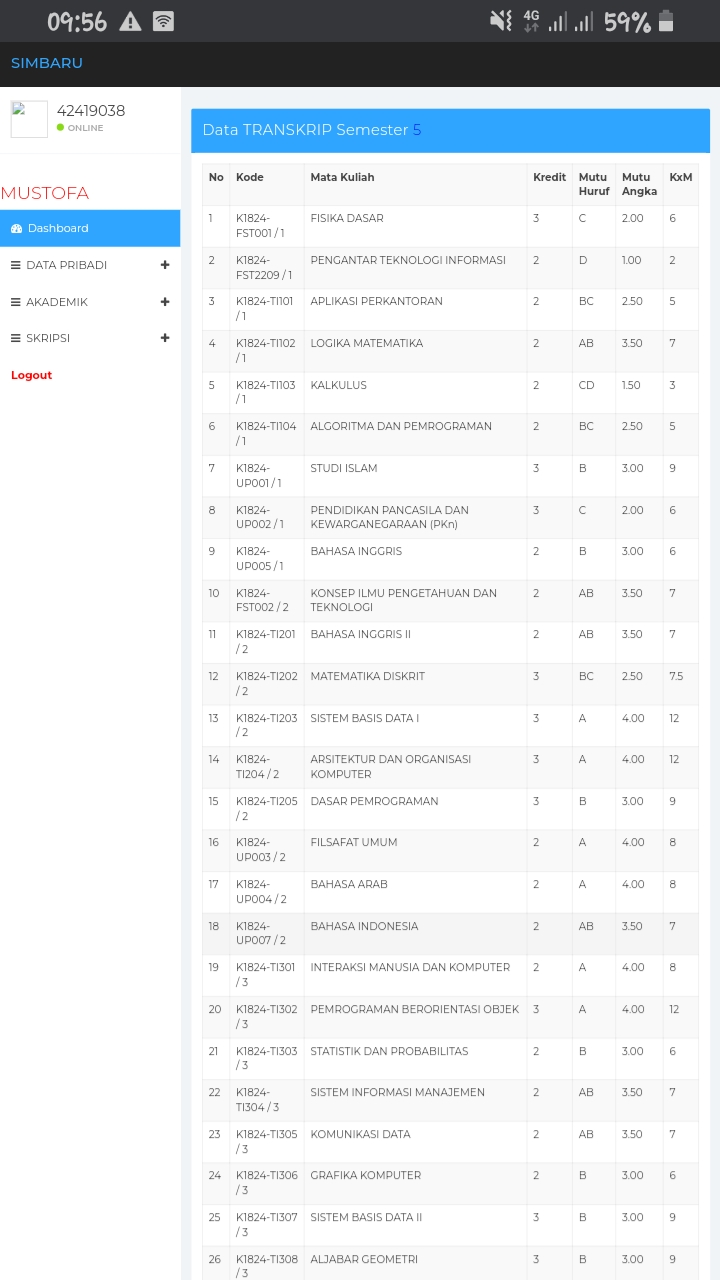 09:56 4G 59%
SIMBARU
42419038
ONLINE
MUSTOFA
Dashboard
DATA PRIBADI
AKADEMIK
SKRIPSI
Logout
Data TRANSKRIP Semester 5
No Kode Mata Kuliah Kredit Mutu Huruf Mutu Angka KxM
1 K1824-FST001 / 1 FISIKA DASAR 3 C 2.00 6
2 K1824-FST2209 / 1 PENGANTAR TEKNOLOGI INFORMASI 2 D 1.00 2
3 K1824-TI101 / 1 APLIKASI PERKANTORAN 2 BC 2.50 5
4 K1824-TI102 / 1 LOGIKA MATEMATIKA 2 AB 3.50 7
5 K1824-TI103 / 1 KALKULUS 2 CD 1.50 3
6 K1824-TI104 / 1 ALGORITMA DAN PEMROGRAMAN 2 BC 2.50 5
7 K1824-UP001 / 1 STUDI ISLAM 3 B 3.00 9
8 K1824-UP002 / 1 PENDIDIKAN PANCASILA DAN KEWARGANEGARAAN (PKn) 3 C 2.00 6
9 K1824-UP005 / 1 BAHASA INGGRIS 2 B 3.00 6
10 K1824-FST002 / 2 KONSEP ILMU PENGETAHUAN DAN TEKNOLOGI 2 AB 3.50 7
11 K1824-TI201 / 2 BAHASA INGGRIS II 2 AB 3.50 7
12 K1824-TI202 / 2 MATEMATIKA DISKRIT 3 BC 2.50 7.5
13 K1824-TI203 / 2 SISTEM BASIS DATA I 3 A 4.00 12
14 K1824-TI204 / 2 ARSITEKTUR DAN ORGANISASI KOMPUTER 3 A 4.00 12
15 K1824-TI205 / 2 DASAR PEMROGRAMAN 3 B 3.00 9
16 K1824-UP003 / 2 FILSAFAT UMUM 2 A 4.00 8
17 K1824-UP004 / 2 BAHASA ARAB 2 A 4.00 8
18 K1824-UP007 / 2 BAHASA INDONESIA 2 AB 3.50 7
19 K1824-TI301 / 3 INTERAKSI MANUSIA DAN KOMPUTER 2 A 4.00 8
20 K1824-TI302 / 3 PEMROGRAMAN BERORIENTASI OBJEK 3 A 4.00 12
21 K1824-TI303 / 3 STATISTIK DAN PROBABILITAS 2 B 3.00 6
22 K1824-TI304 / 3 SISTEM INFORMASI MANAJEMEN 2 AB 3.50 7
23 K1824-TI305 / 3 KOMUNIKASI DATA 2 AB 3.50 7
24 K1824-TI306 / 3 GRAFIKA KOMPUTER 2 B 3.00 6
25 K1824-TI307 / 3 SISTEM BASIS DATA II 3 B 3.00 9
26 K1824-TI308 / 3 ALJABAR GEOMETRI 3 B 3.00 9